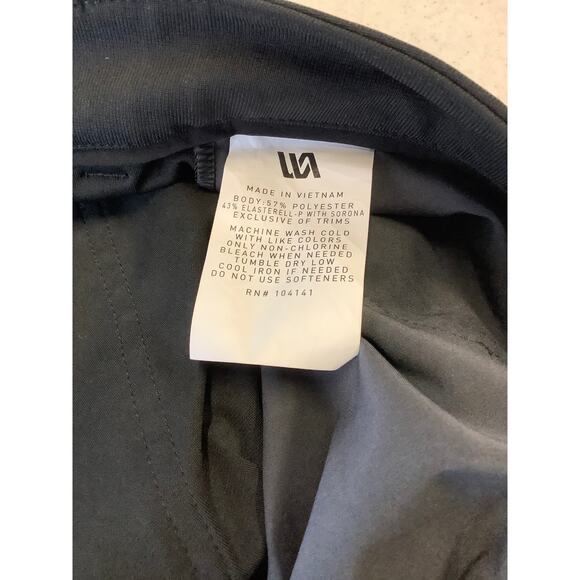 MADE IN VIETNAM
BODY:57% POLYESTER
43% ELASTERELL-P WITH SORONA
EXCLUSIVE OF TRIMS
MACHINE WASH COLD
WITH LIKE COLORS
ONLY NON-CHLORINE
BLEACH WHEN NEEDED
TUMBLE DRY LOW
COOL IRON IF NEEDED
DO NOT USE SOFTENERS
RN# 104141